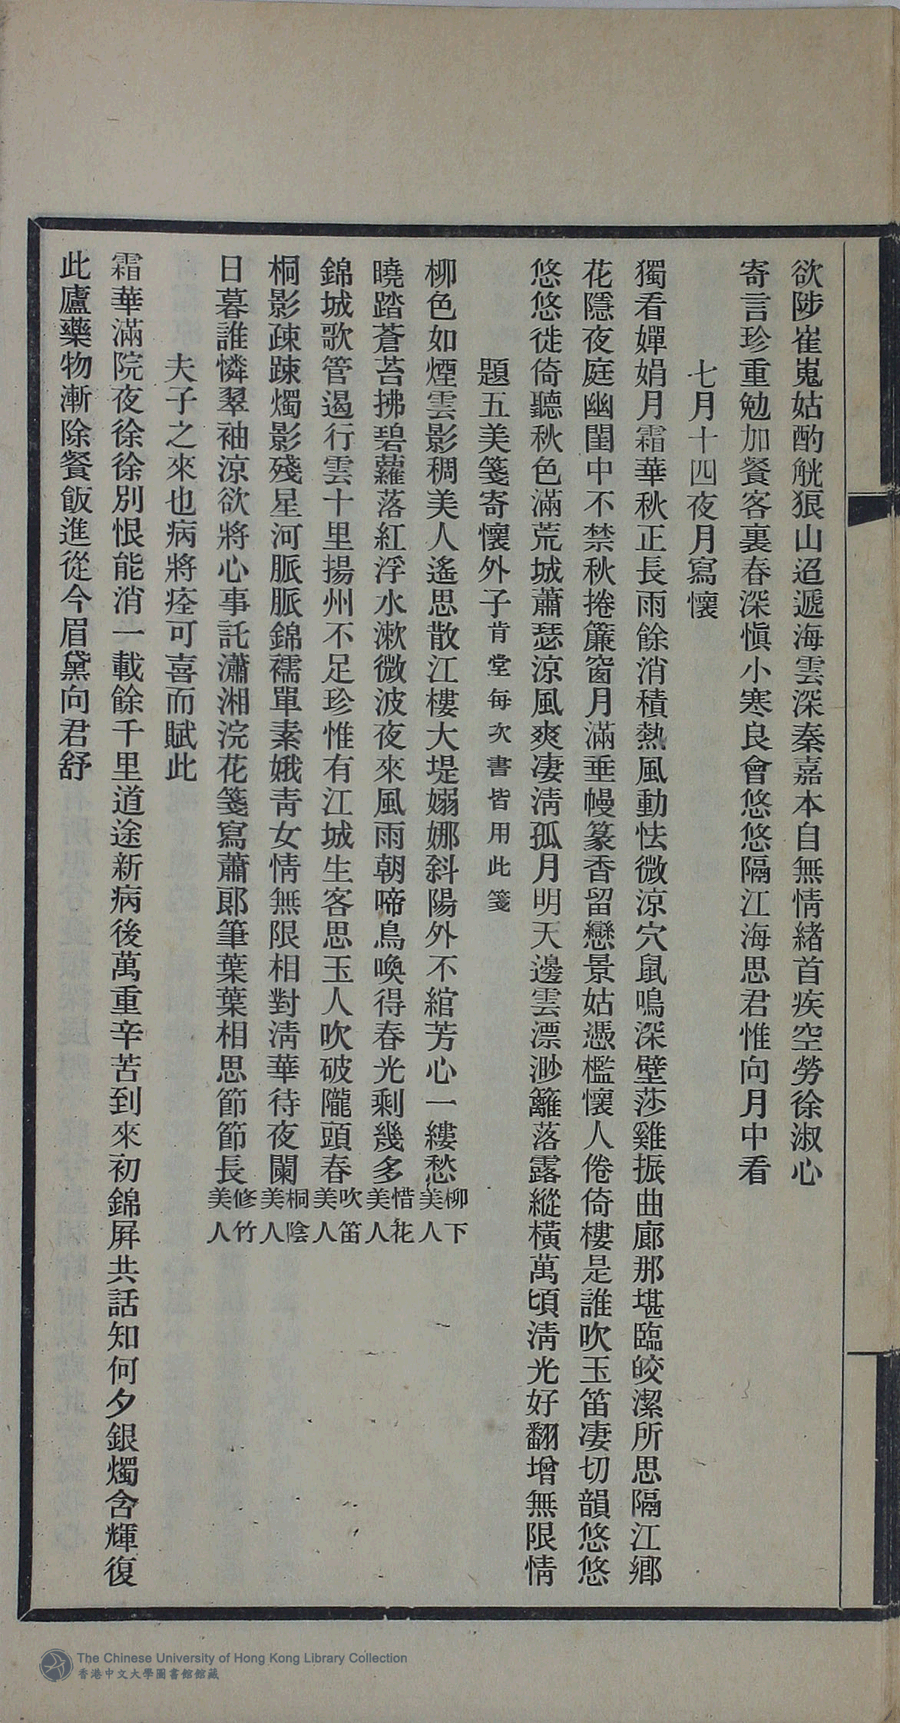 欲陟崔嵬姑酌觥狼山迢遞海雲深秦嘉本自無情緒首疾空勞徐淑心
寄言珍重勉加餐客裏春深愼小寒良會悠悠隔江海思君惟向月中看
七月十四夜月寫懷
獨看嬋娟月霜華秋正長雨餘消積熱風動怯微涼穴鼠鳴深壁莎雞振曲廊那堪臨皎潔所思隔江鄉
花隱夜庭幽閨中不禁秋捲簾窗月滿垂幔篆香留戀景姑憑檻懷人倦倚樓是誰吹玉笛凄切韻悠悠
悠悠徙倚聽秋色滿荒城蕭瑟涼風爽凄淸孤月明天邊雲漂渺籬落露縱橫萬頃淸光好翻增無限情
題五美箋寄懷外子肯堂每次書皆用此箋
柳色如煙雲影稠美人遙思散江樓大堤嫋娜斜陽外不綰芳心一縷愁柳下美人
曉踏蒼苔拂碧蘿落紅浮水漱微波夜來風雨朝啼鳥喚得春光剩幾多惜花美人
錦城歌管遏行雲十里揚州不足珍惟有江城生客思玉人吹破隴頭春吹笛美人
桐影疎踈燭影殘星河脈脈錦襦單素娥靑女情無限相對淸華待夜闌桐陰美人
日暮誰憐翠袖涼欲將心事託瀟湘浣花箋寫蕭郞筆葉葉相思節節長修竹美人
夫子之來也病將痊可喜而賦此
霜華滿院夜徐徐別恨能消一載餘千里道途新病後萬重辛苦到來初錦屛共話知何夕銀燭含輝復
此廬藥物漸除餐飯進從今眉黛向君舒
The Chinese University of Hong Kong Library Collection
香港中文大學圖書館館藏